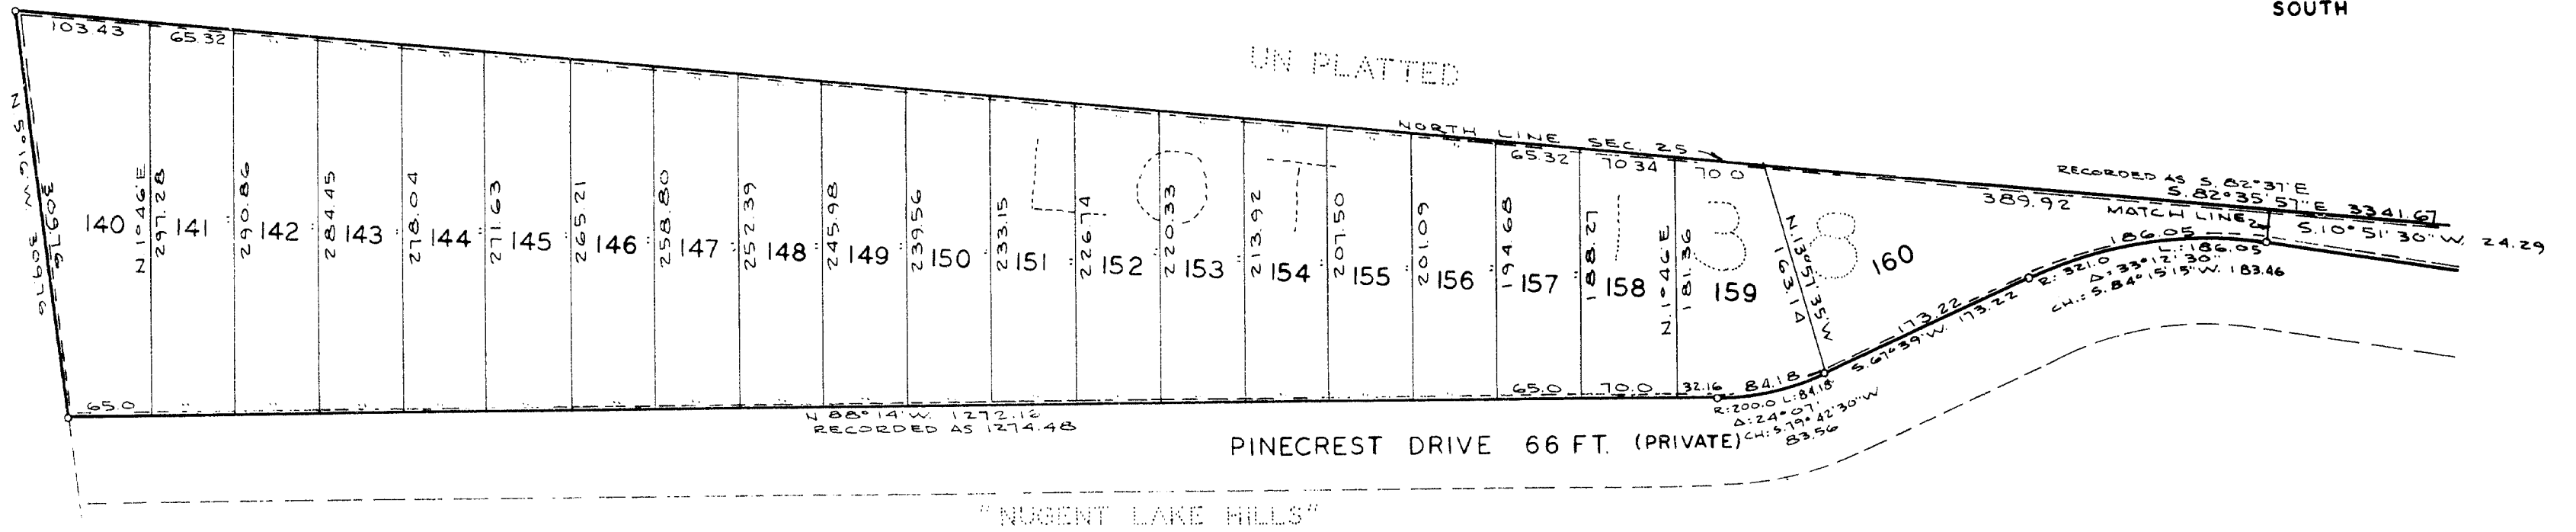 SOUTH
UN PLATTED
103.43
65.32
NORTH LINE SEC. 25
65.32
70.34
70.0
RECORDED AS S. 82°37'E
S. 82°35'57"E 3341.67
389.92
MATCH LINE
S.10°51'30"W. 24.29
N 5°16'W. 309.76
309.76
140
N 1°46'E
297.28
141
290.86
142
284.45
143
278.04
144
271.63
145
265.21
146
258.80
147
252.39
148
245.98
149
239.56
150
233.15
151
226.74
152
220.33
153
213.92
154
207.50
155
201.09
156
194.68
157
188.27
158
N.1°46'E
181.36
159
N.13°57'35"W
163.14
160
LOT 138
186.05
R: 321.0 L: 186.05
Δ: 33°12'30"
CH.: S.84°15'15"W. 183.46
173.22
S.67°39'W. 173.22
65.0
65.0
70.0
32.16
84.18
R:200.0 L:84.18
Δ:24°07'
CH: S.79°42'30"W
83.56
N 88°14'W. 1272.12
RECORDED AS 1274.48
PINECREST DRIVE 66 FT. (PRIVATE)
"NUGENT LAKE HILLS"